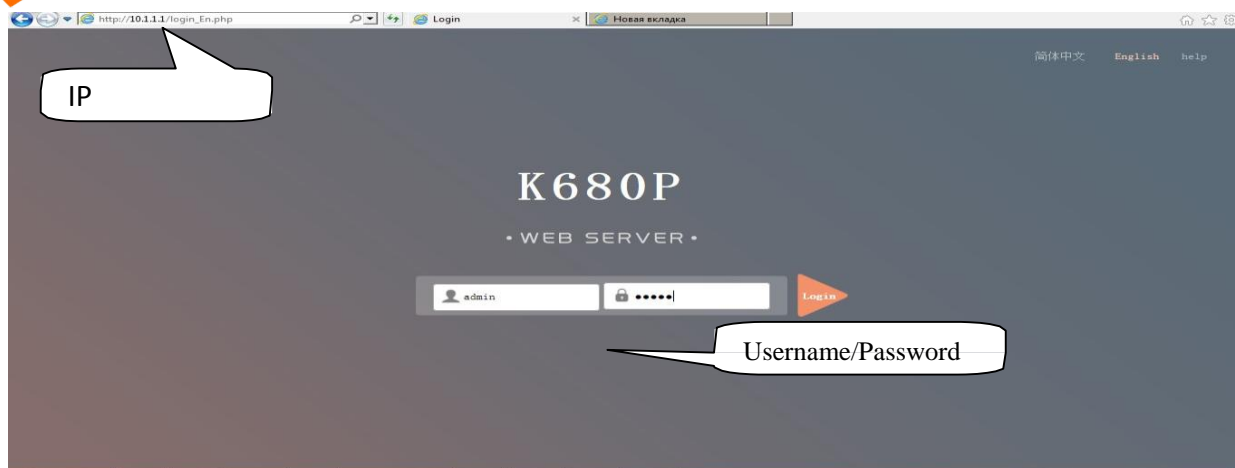 http://10.1.1.1/login_En.php Login Новая вкладка
简体中文 English help
IP
K680P
• WEB SERVER •
admin ••••• Login
Username/Password